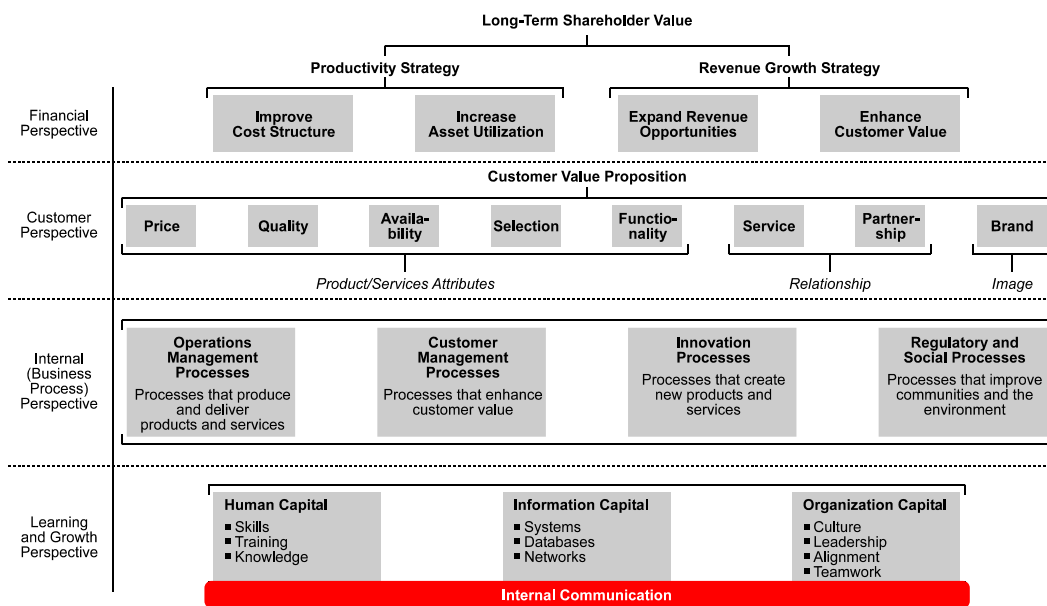 Long-Term Shareholder Value
Productivity Strategy
Revenue Growth Strategy
Financial
Perspective
Improve
Cost Structure
Increase
Asset Utilization
Expand Revenue
Opportunities
Enhance
Customer Value
Customer Value Proposition
Customer
Perspective
Price
Quality
Availa-
bility
Selection
Functio-
nality
Service
Partner-
ship
Brand
Product/Services Attributes
Relationship
Image
Internal
(Business
Process)
Perspective
Operations
Management
Processes
Processes that produce
and deliver
products and services
Customer
Management
Processes
Processes that enhance
customer value
Innovation
Processes
Processes that create
new products and
services
Regulatory and
Social Processes
Processes that improve
communities and the
environment
Learning
and Growth
Perspective
Human Capital
■ Skills
■ Training
■ Knowledge
Information Capital
■ Systems
■ Databases
■ Networks
Organization Capital
■ Culture
■ Leadership
■ Alignment
■ Teamwork
Internal Communication